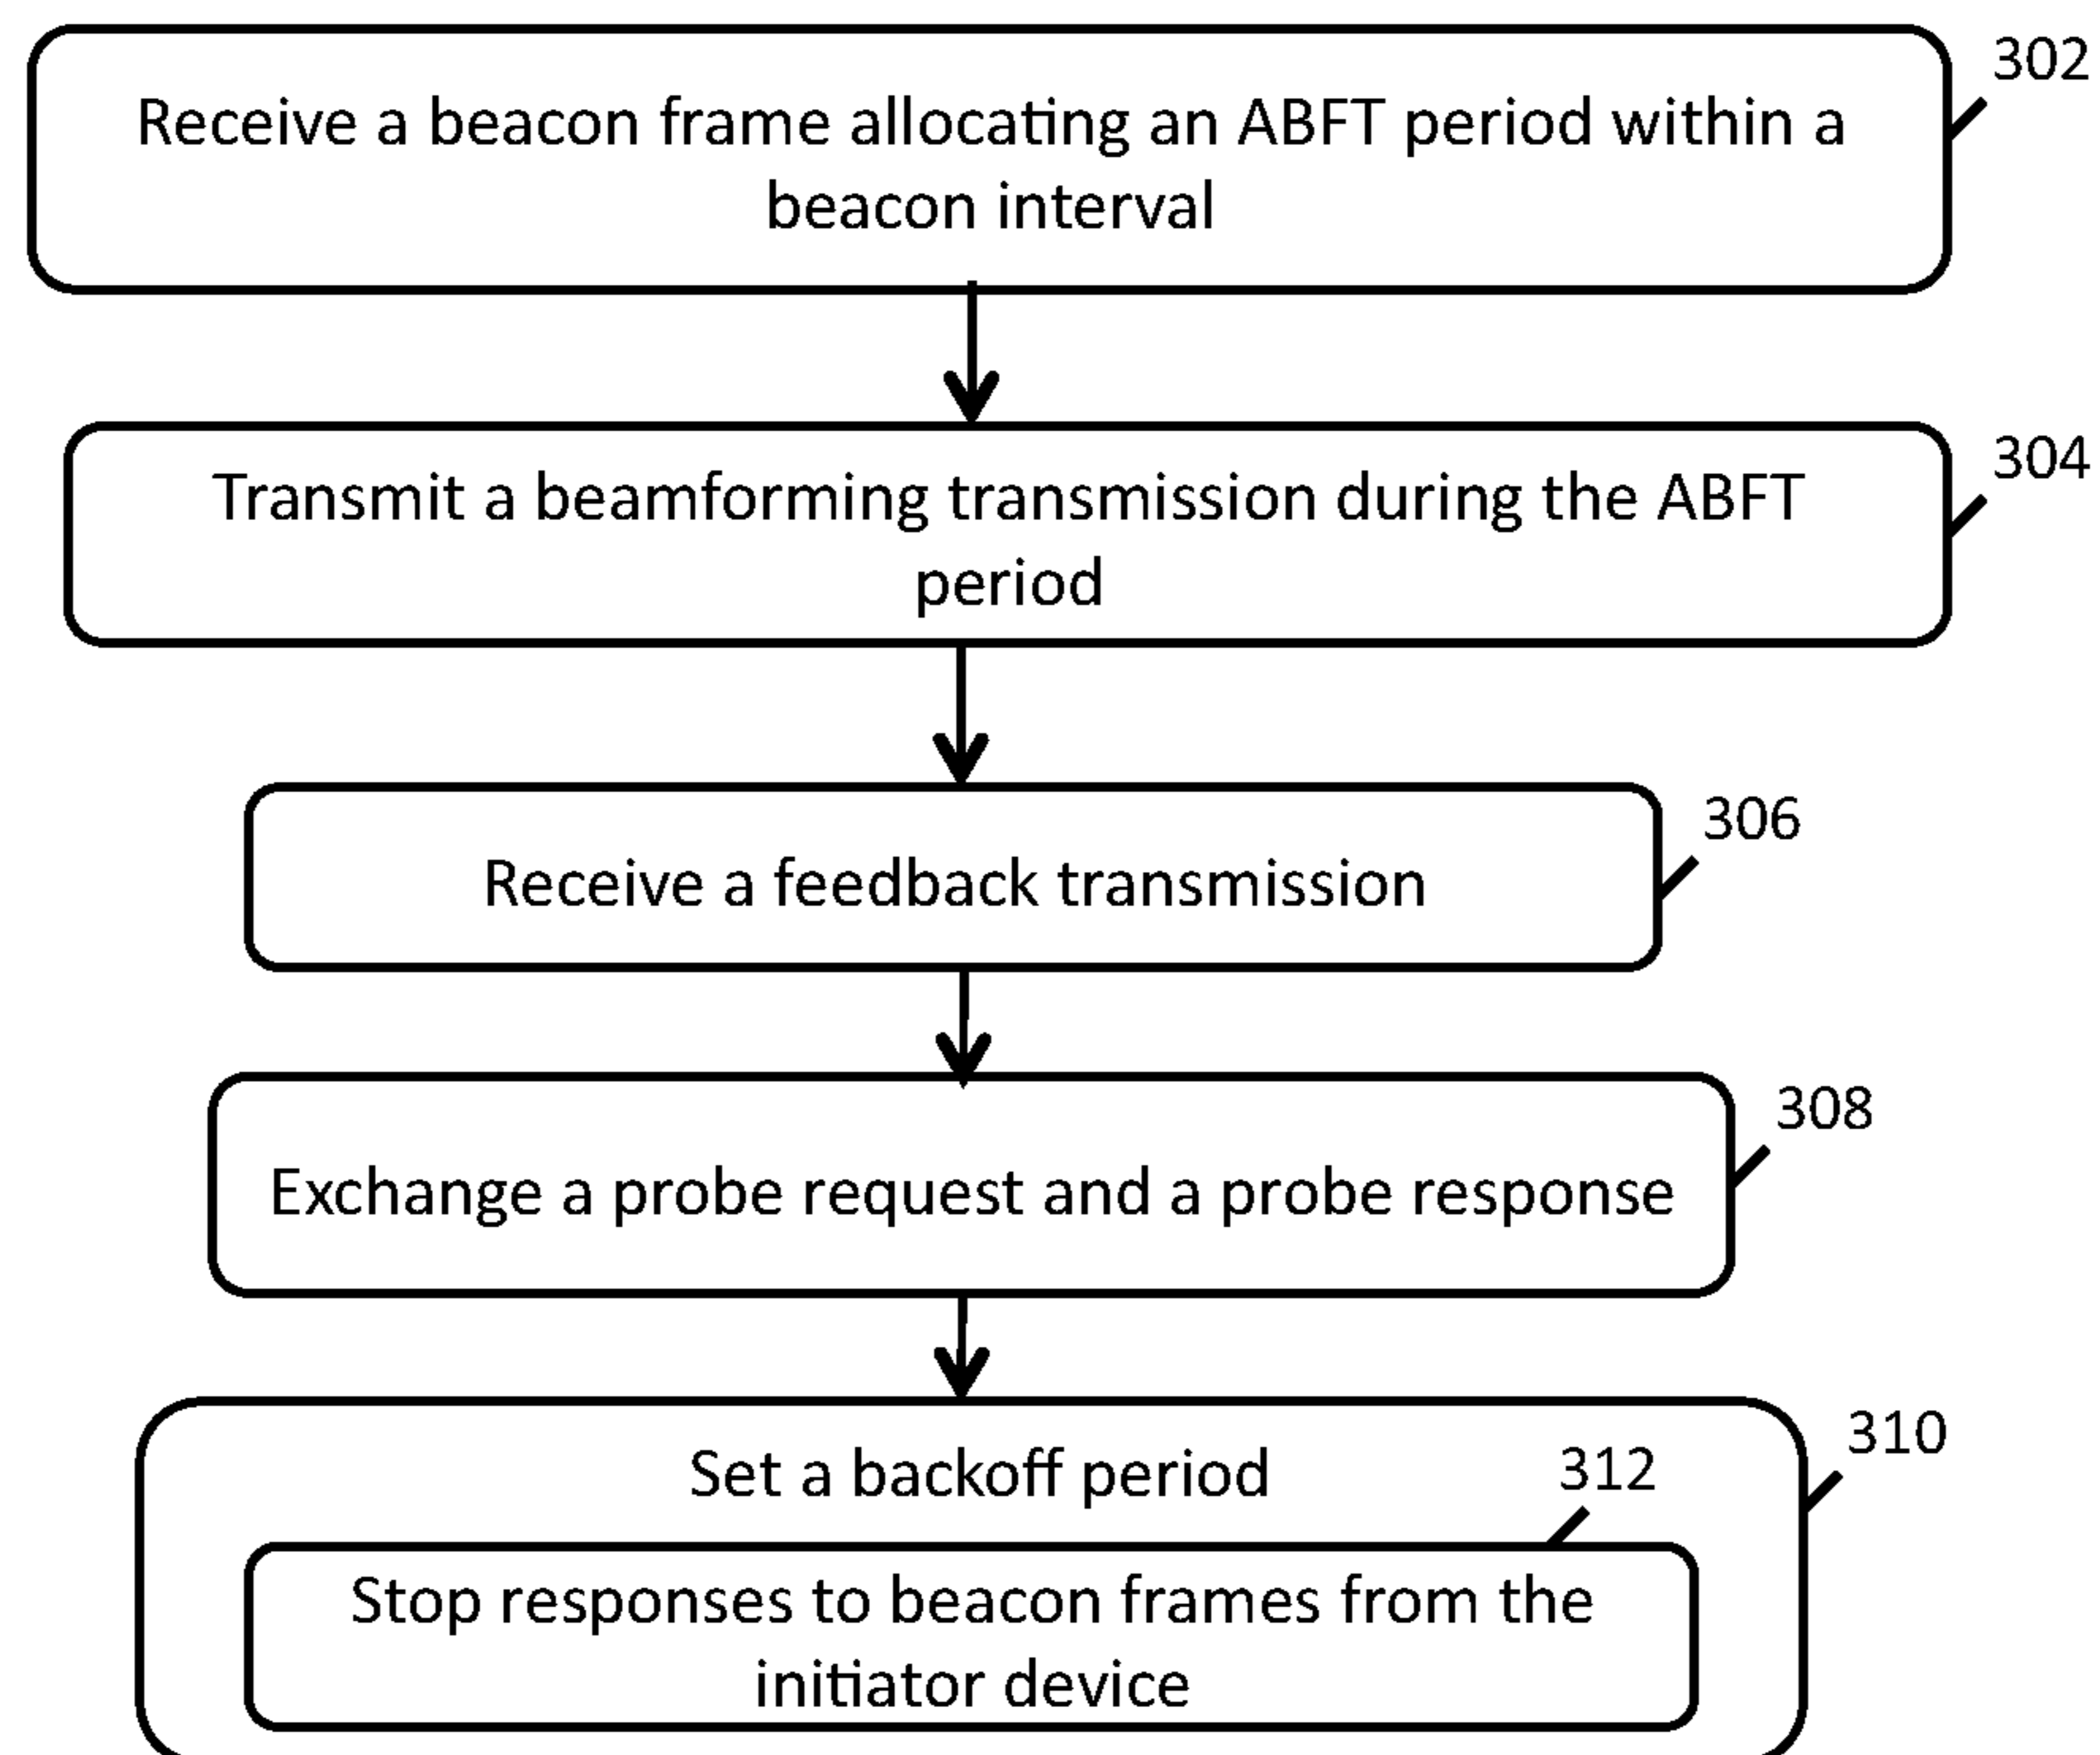 302
Receive a beacon frame allocating an ABFT period within a
beacon interval
304
Transmit a beamforming transmission during the ABFT
period
306
Receive a feedback transmission
308
Exchange a probe request and a probe response
310
Set a backoff period
312
Stop responses to beacon frames from the
initiator device